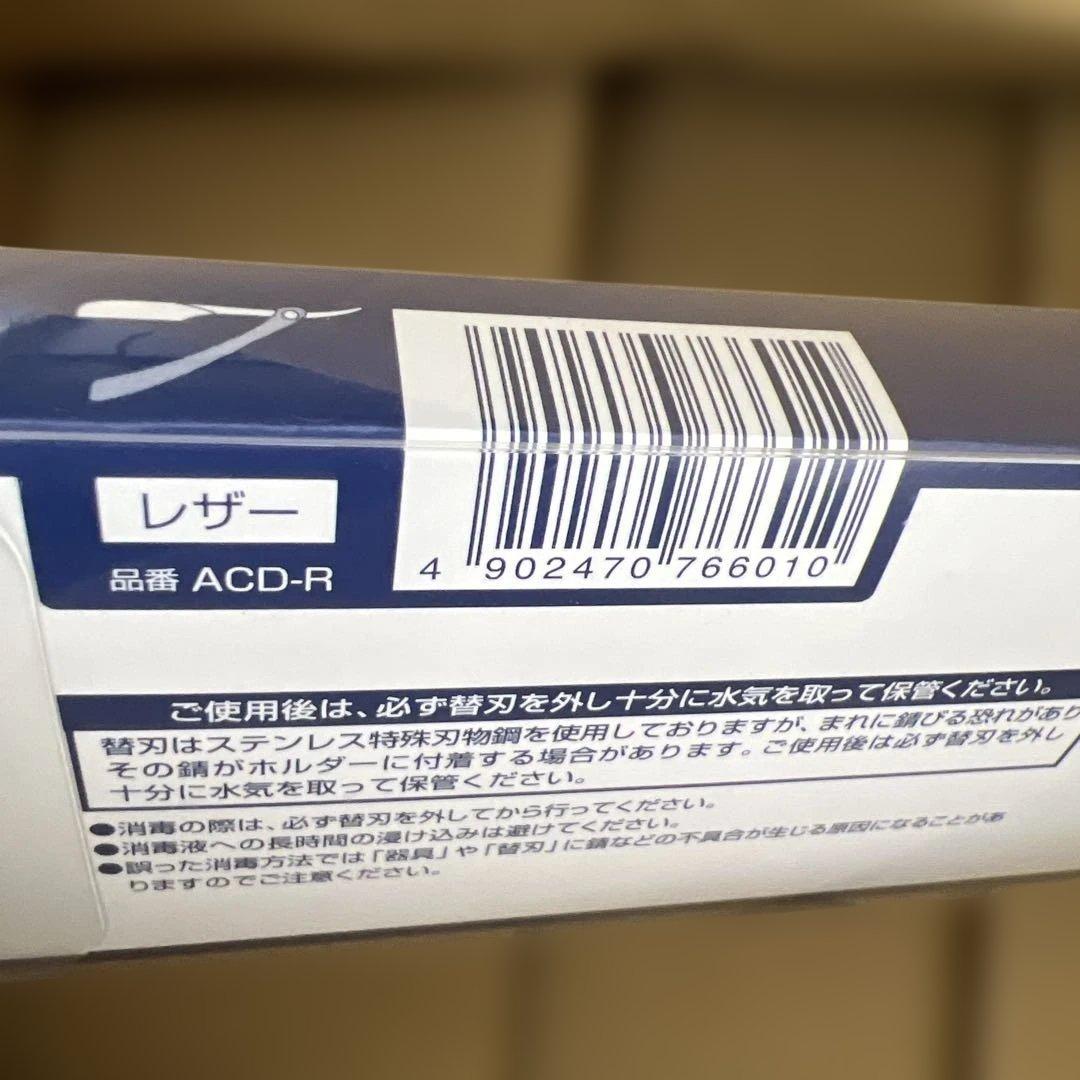 レザー
品番 ACD-R
4 902470 766010
ご使用後は、必ず替刃を外し十分に水気を取って保管ください。
替刃はステンレス特殊刃物鋼を使用しておりますが、まれに錆びる恐れがあり
その錆がホルダーに付着する場合があります。ご使用後は必ず替刃を外し
十分に水気を取って保管ください。
●消毒の際は、必ず替刃を外してから行ってください。
●消毒液への長時間の浸け込みは避けてください。
●誤った消毒方法では「器具」や「替刃」に錆などの不具合が生じる原因になることがあ
りますのでご注意ください。